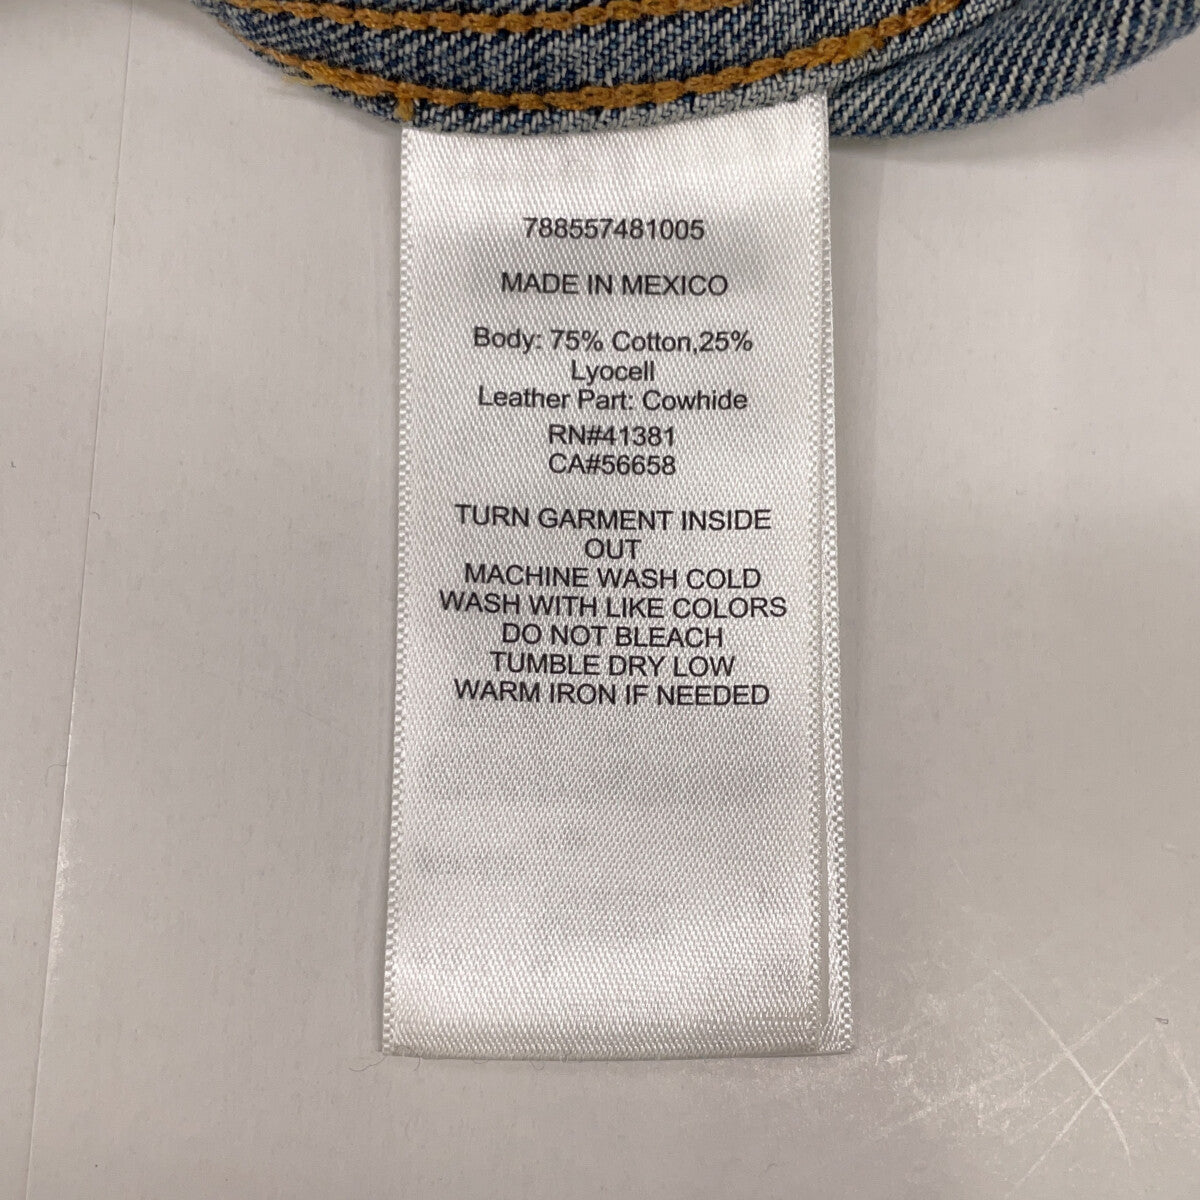 788557481005
MADE IN MEXICO
Body: 75% Cotton,25%
Lyocell
Leather Part: Cowhide
RN#41381
CA#56658
TURN GARMENT INSIDE
OUT
MACHINE WASH COLD
WASH WITH LIKE COLORS
DO NOT BLEACH
TUMBLE DRY LOW
WARM IRON IF NEEDED